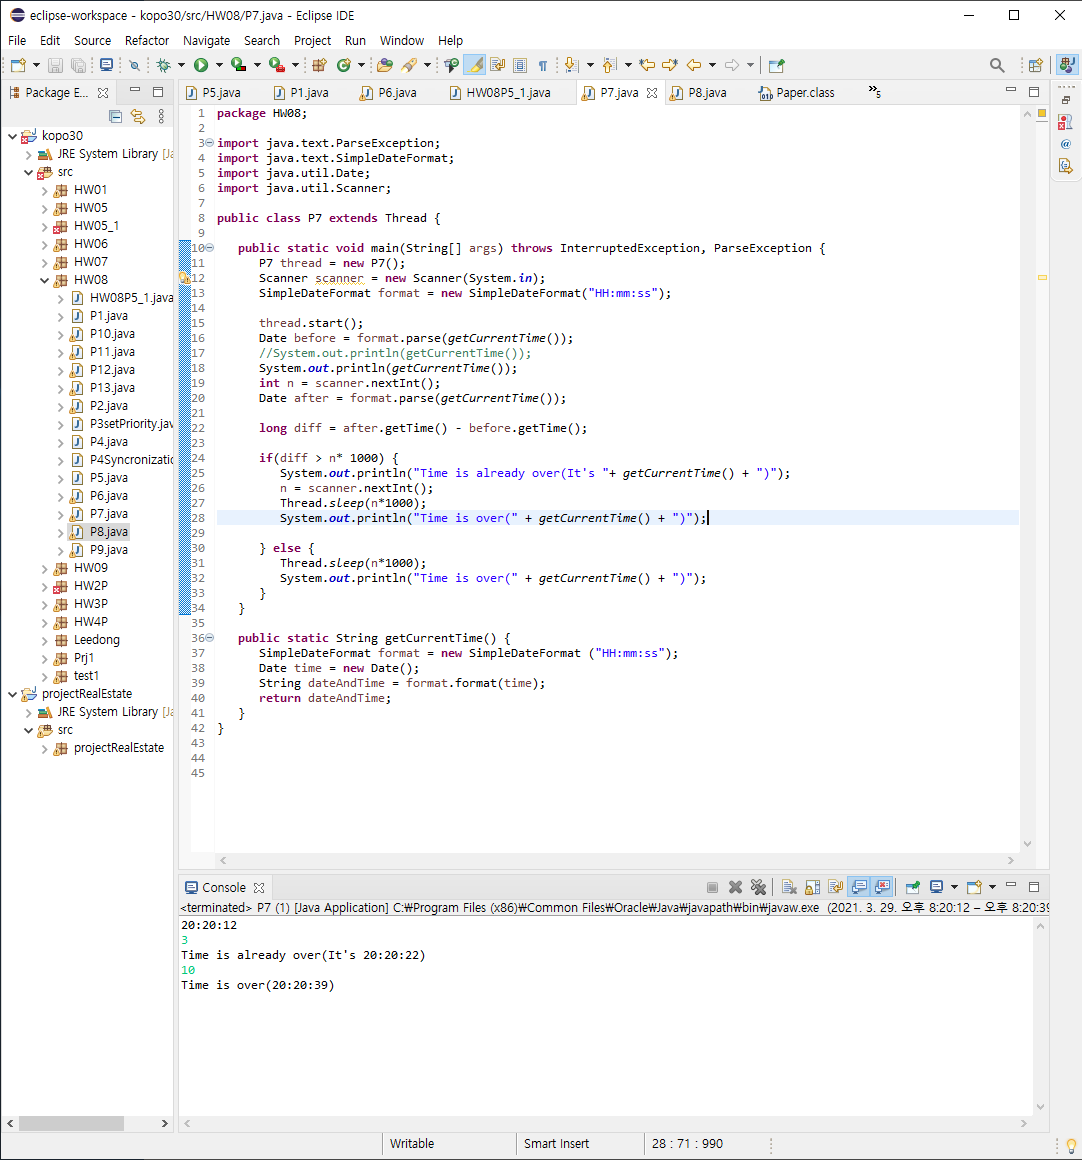 eclipse-workspace - kopo30/src/HW08/P7.java - Eclipse IDE
File Edit Source Refactor Navigate Search Project Run Window Help
Package E... P5.java P1.java P6.java HW08P5_1.java P7.java P8.java Paper.class »5
kopo30
JRE System Library [Ja
src
HW01
HW05
HW05_1
HW06
HW07
HW08
HW08P5_1.java
P1.java
P10.java
P11.java
P12.java
P13.java
P2.java
P3setPriority.jav
P4.java
P4Syncronizatio
P5.java
P6.java
P7.java
P8.java
P9.java
HW09
HW2P
HW3P
HW4P
Leedong
Prj1
test1
projectRealEstate
JRE System Library [Ja
src
projectRealEstate
1 package HW08;
2
3 import java.text.ParseException;
4 import java.text.SimpleDateFormat;
5 import java.util.Date;
6 import java.util.Scanner;
7
8 public class P7 extends Thread {
9
10 public static void main(String[] args) throws InterruptedException, ParseException {
11 P7 thread = new P7();
12 Scanner scanner = new Scanner(System.in);
13 SimpleDateFormat format = new SimpleDateFormat("HH:mm:ss");
14
15 thread.start();
16 Date before = format.parse(getCurrentTime());
17 //System.out.println(getCurrentTime());
18 System.out.println(getCurrentTime());
19 int n = scanner.nextInt();
20 Date after = format.parse(getCurrentTime());
21
22 long diff = after.getTime() - before.getTime();
23
24 if(diff > n* 1000) {
25 System.out.println("Time is already over(It's "+ getCurrentTime() + ")");
26 n = scanner.nextInt();
27 Thread.sleep(n*1000);
28 System.out.println("Time is over(" + getCurrentTime() + ")");
29
30 } else {
31 Thread.sleep(n*1000);
32 System.out.println("Time is over(" + getCurrentTime() + ")");
33 }
34 }
35
36 public static String getCurrentTime() {
37 SimpleDateFormat format = new SimpleDateFormat ("HH:mm:ss");
38 Date time = new Date();
39 String dateAndTime = format.format(time);
40 return dateAndTime;
41 }
42 }
43
44
45
Console
<terminated> P7 (1) [Java Application] C:₩Program Files (x86)₩Common Files₩Oracle₩Java₩javapath₩bin₩javaw.exe (2021. 3. 29. 오후 8:20:12 – 오후 8:20:39
20:20:12
3
Time is already over(It's 20:20:22)
10
Time is over(20:20:39)
Writable Smart Insert 28 : 71 : 990